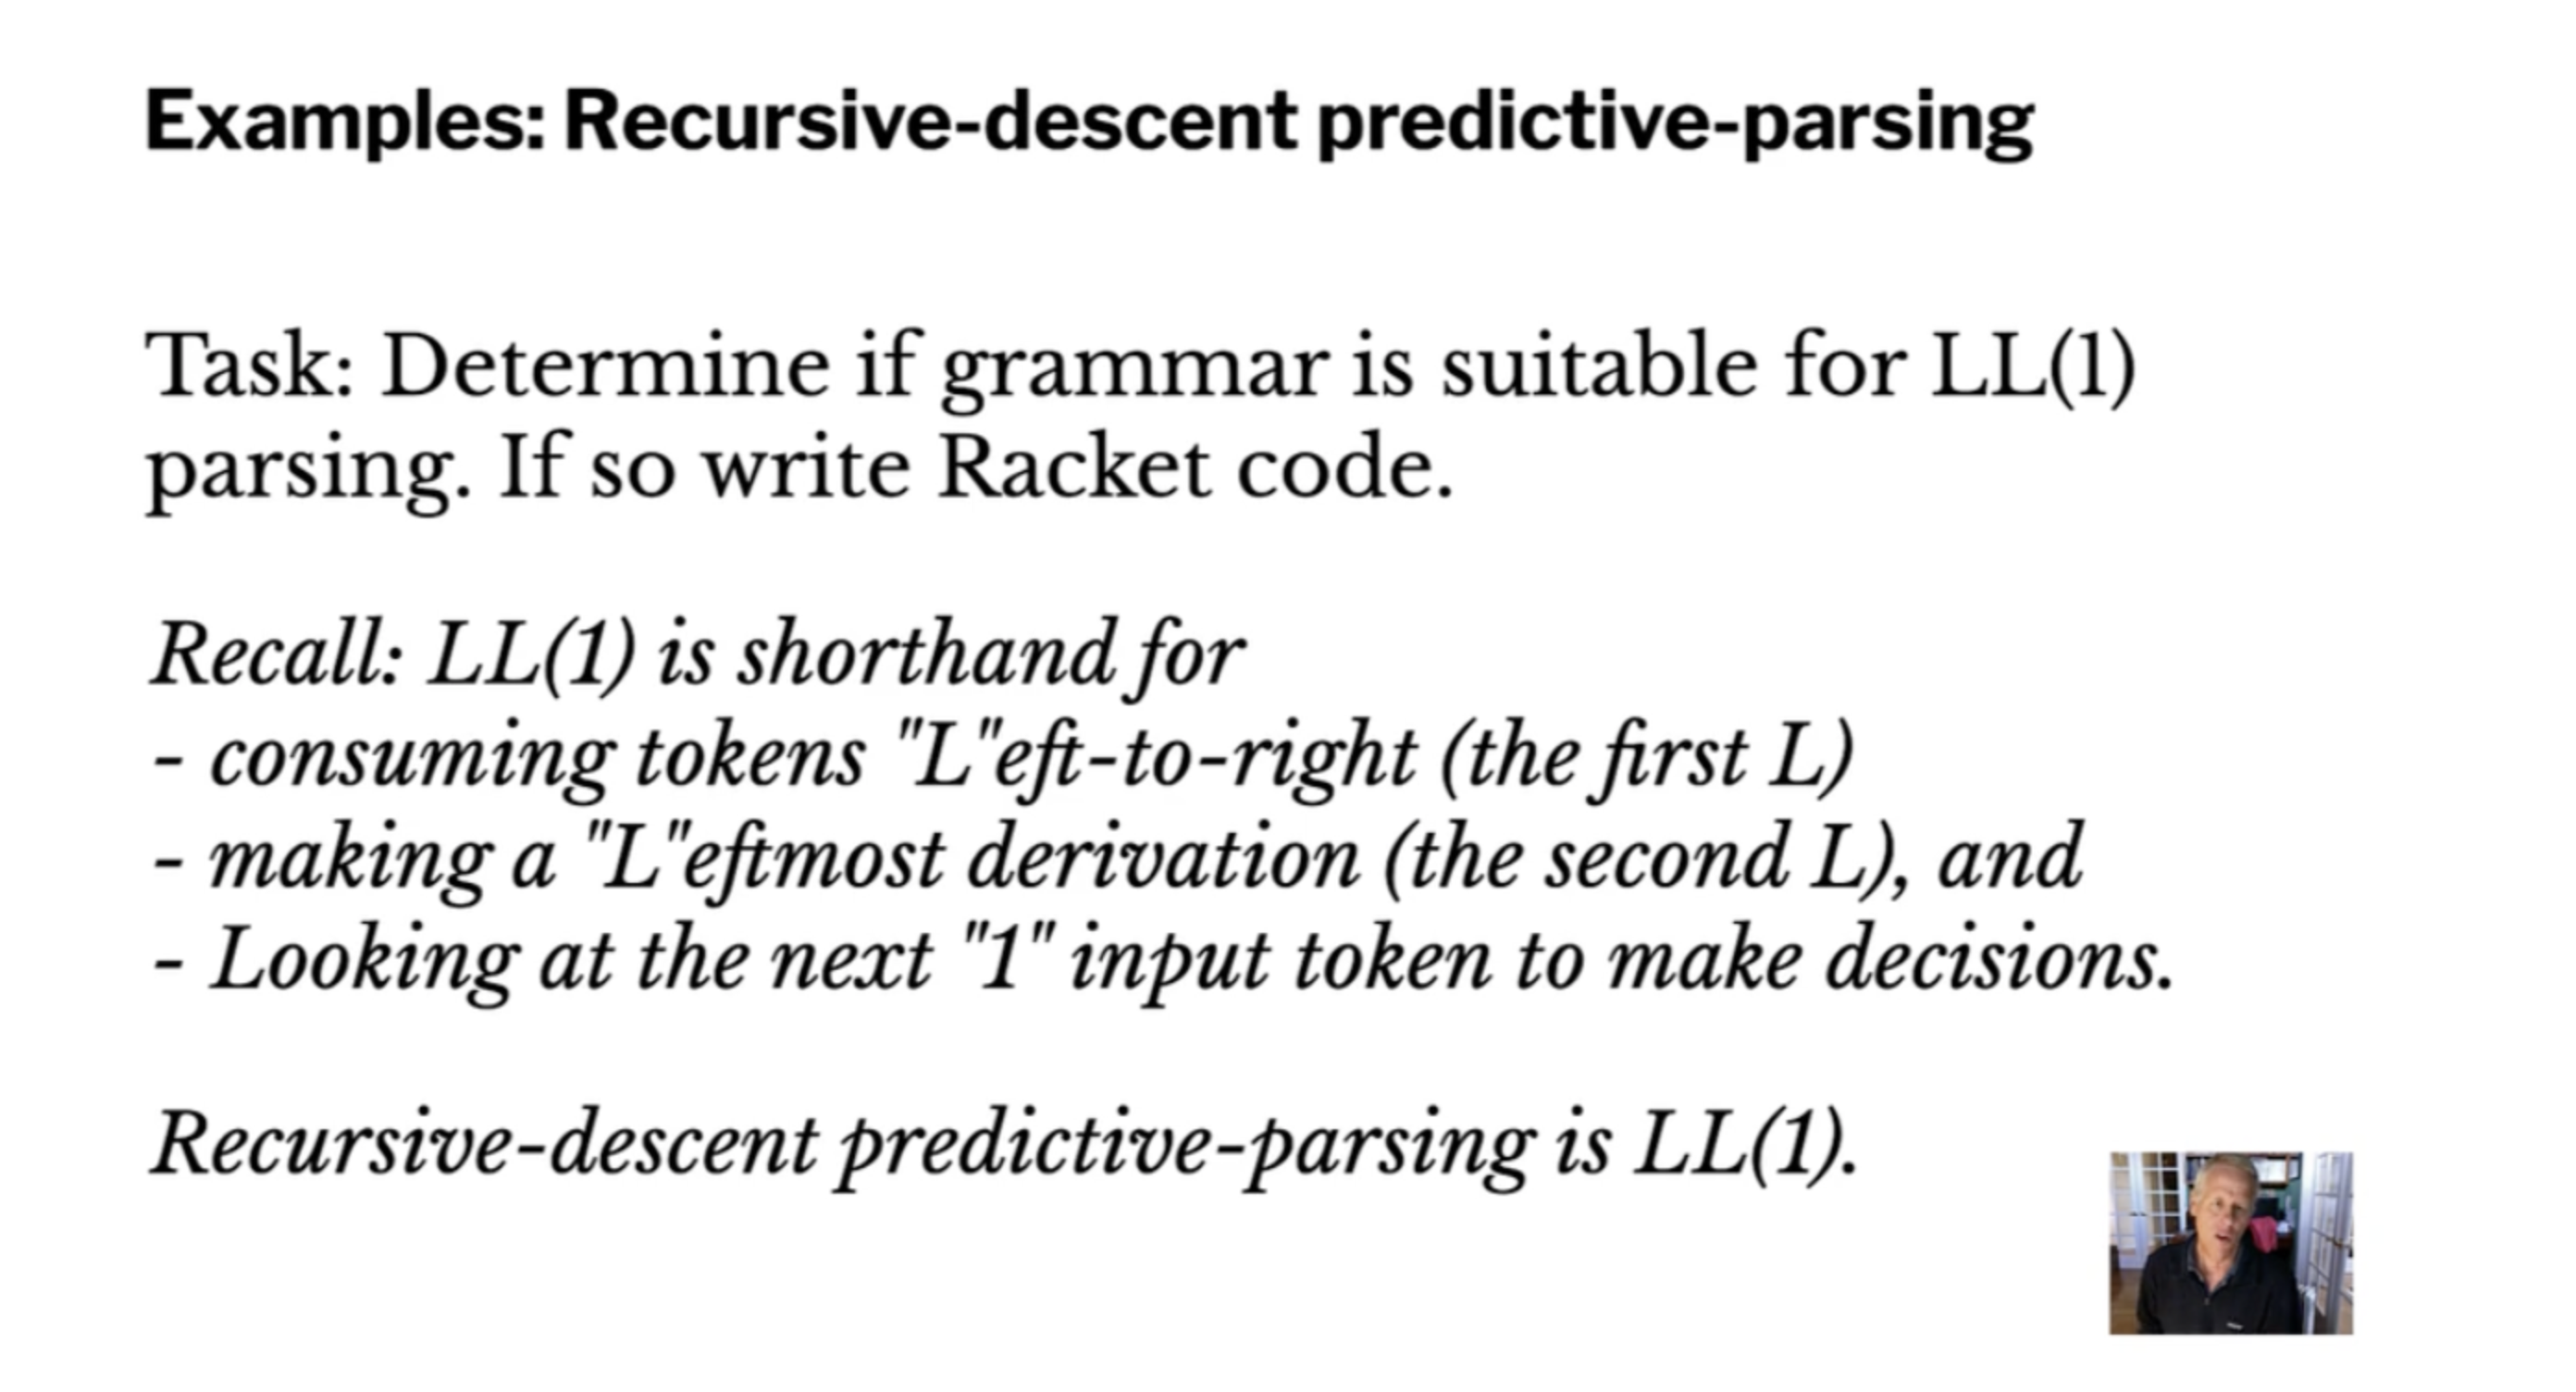 Examples: Recursive-descent predictive-parsing
Task: Determine if grammar is suitable for LL(1)
parsing. If so write Racket code.
Recall: LL(1) is shorthand for
- consuming tokens "L"eft-to-right (the first L)
- making a "L"eftmost derivation (the second L), and
- Looking at the next "1" input token to make decisions.
Recursive-descent predictive-parsing is LL(1).